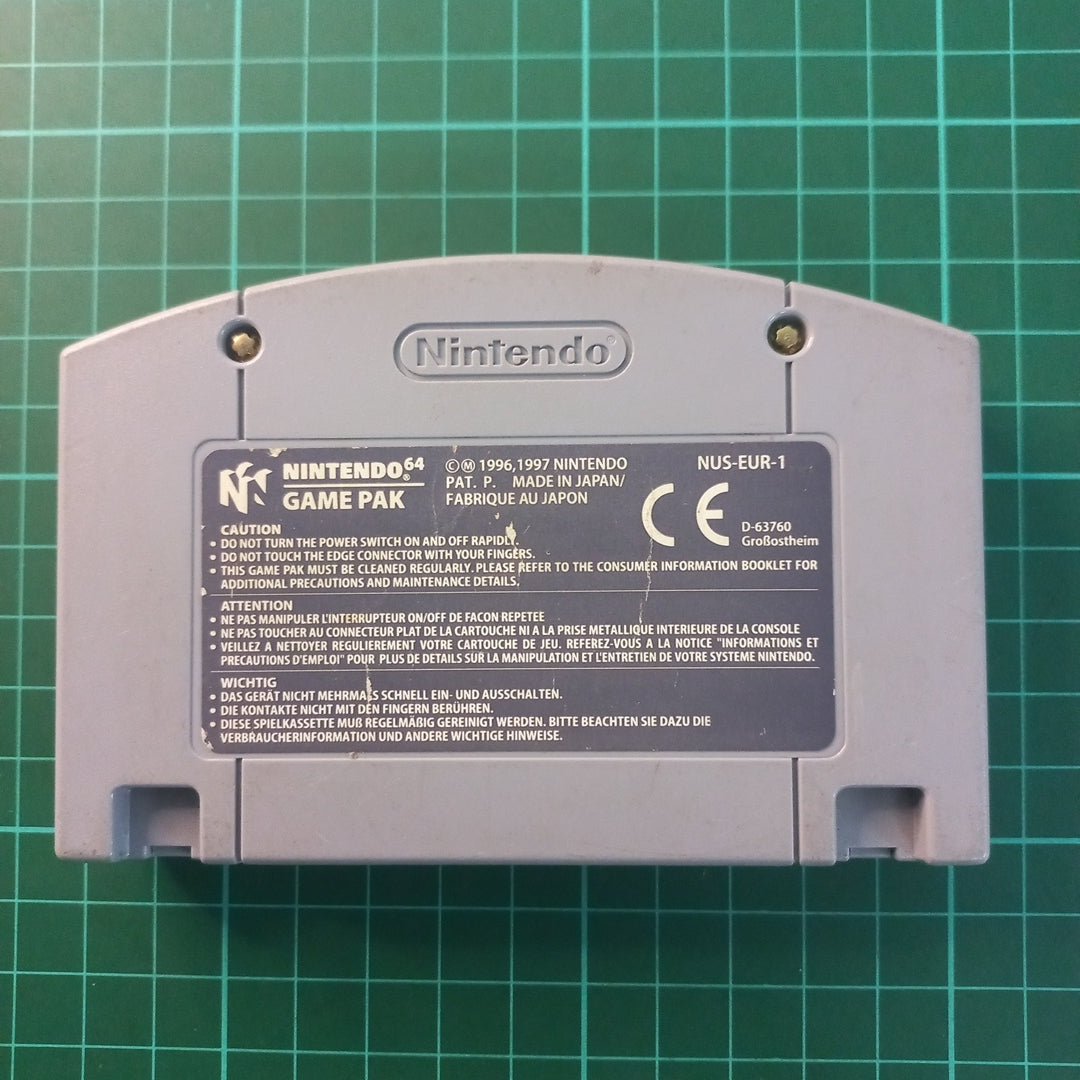 Nintendo®
NINTENDO64®
GAME PAK
©Ⓜ 1996,1997 NINTENDO
PAT. P. MADE IN JAPAN/
FABRIQUE AU JAPON
NUS-EUR-1
CE
D-63760
Großostheim
CAUTION
• DO NOT TURN THE POWER SWITCH ON AND OFF RAPIDLY.
• DO NOT TOUCH THE EDGE CONNECTOR WITH YOUR FINGERS.
• THIS GAME PAK MUST BE CLEANED REGULARLY. PLEASE REFER TO THE CONSUMER INFORMATION BOOKLET FOR
ADDITIONAL PRECAUTIONS AND MAINTENANCE DETAILS.
ATTENTION
• NE PAS MANIPULER L'INTERRUPTEUR ON/OFF DE FACON REPETEE
• NE PAS TOUCHER AU CONNECTEUR PLAT DE LA CARTOUCHE NI A LA PRISE METALLIQUE INTERIEURE DE LA CONSOLE
• VEILLEZ A NETTOYER REGULIEREMENT VOTRE CARTOUCHE DE JEU. REFEREZ-VOUS A LA NOTICE "INFORMATIONS ET
PRECAUTIONS D'EMPLOI" POUR PLUS DE DETAILS SUR LA MANIPULATION ET L'ENTRETIEN DE VOTRE SYSTEME NINTENDO.
WICHTIG
• DAS GERÄT NICHT MEHRMALS SCHNELL EIN- UND AUSSCHALTEN.
• DIE KONTAKTE NICHT MIT DEN FINGERN BERÜHREN.
• DIESE SPIELKASSETTE MUß REGELMÄßIG GEREINIGT WERDEN. BITTE BEACHTEN SIE DAZU DIE
VERBRAUCHERINFORMATION UND ANDERE WICHTIGE HINWEISE.